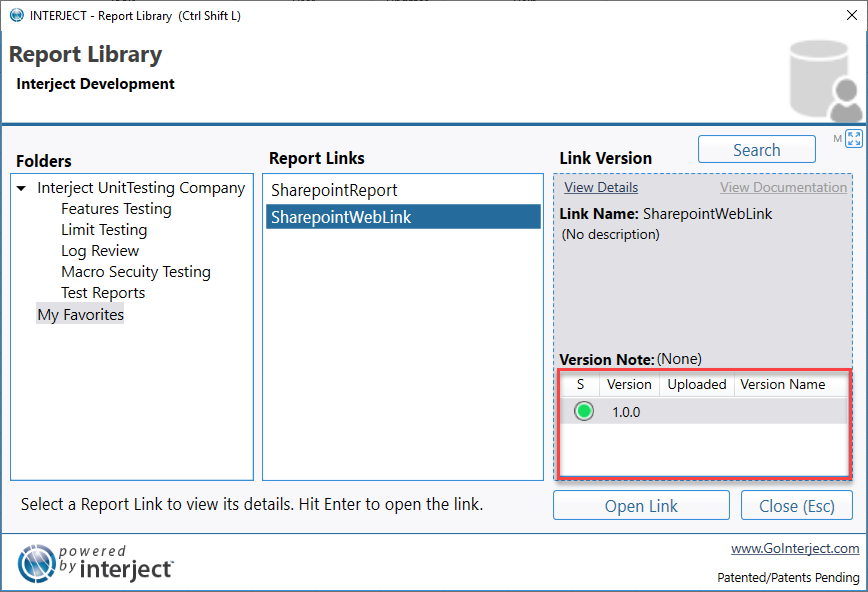 INTERJECT - Report Library  (Ctrl Shift L)
Report Library
Interject Development
M
Folders
Interject UnitTesting Company
Features Testing
Limit Testing
Log Review
Macro Secuity Testing
Test Reports
My Favorites
Report Links
SharepointReport
SharepointWebLink
Link Version
Search
View Details View Documentation
Link Name: SharepointWebLink
(No description)
Version Note: (None)
S Version Uploaded Version Name
1.0.0
Select a Report Link to view its details. Hit Enter to open the link.
Open Link Close (Esc)
powered
by interject™
www.GoInterject.com
Patented/Patents Pending